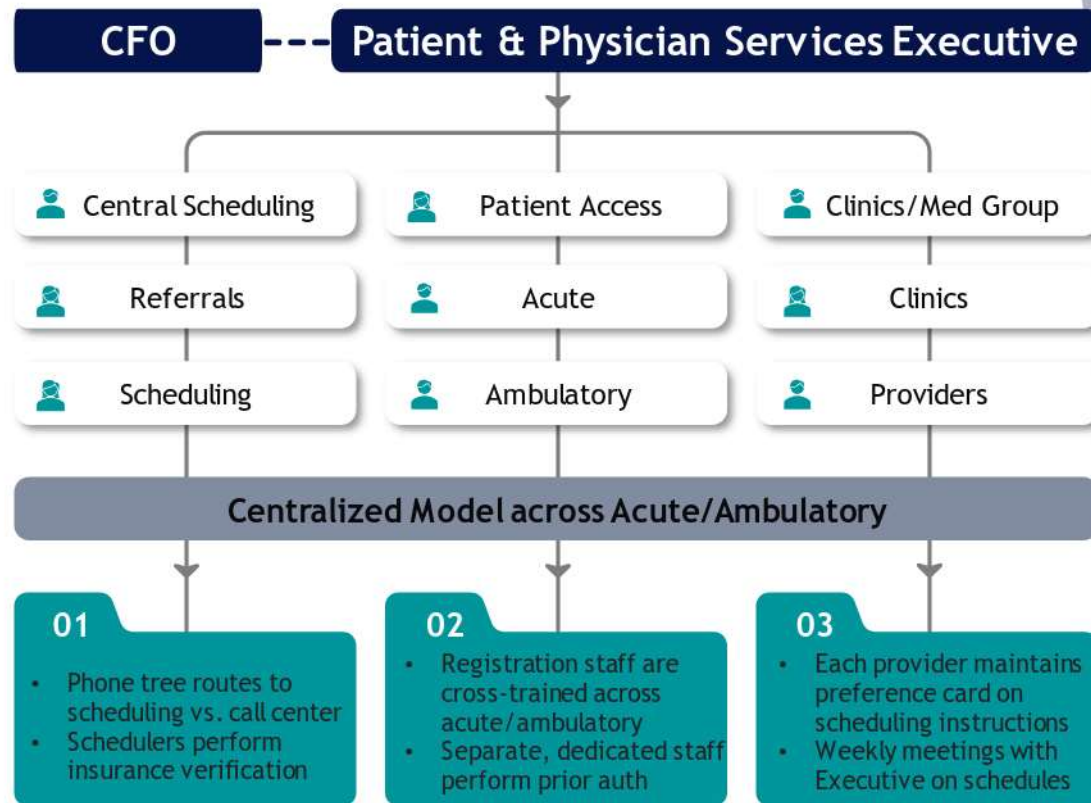 CFO
Patient & Physician Services Executive
Central Scheduling
Patient Access
Clinics/Med Group
Referrals
Acute
Clinics
Scheduling
Ambulatory
Providers
Centralized Model across Acute/Ambulatory
01
• Phone tree routes to
scheduling vs. call center
• Schedulers perform
insurance verification
02
• Registration staff are
cross-trained across
acute/ambulatory
• Separate, dedicated staff
perform prior auth
03
• Each provider maintains
preference card on
scheduling instructions
• Weekly meetings with
Executive on schedules